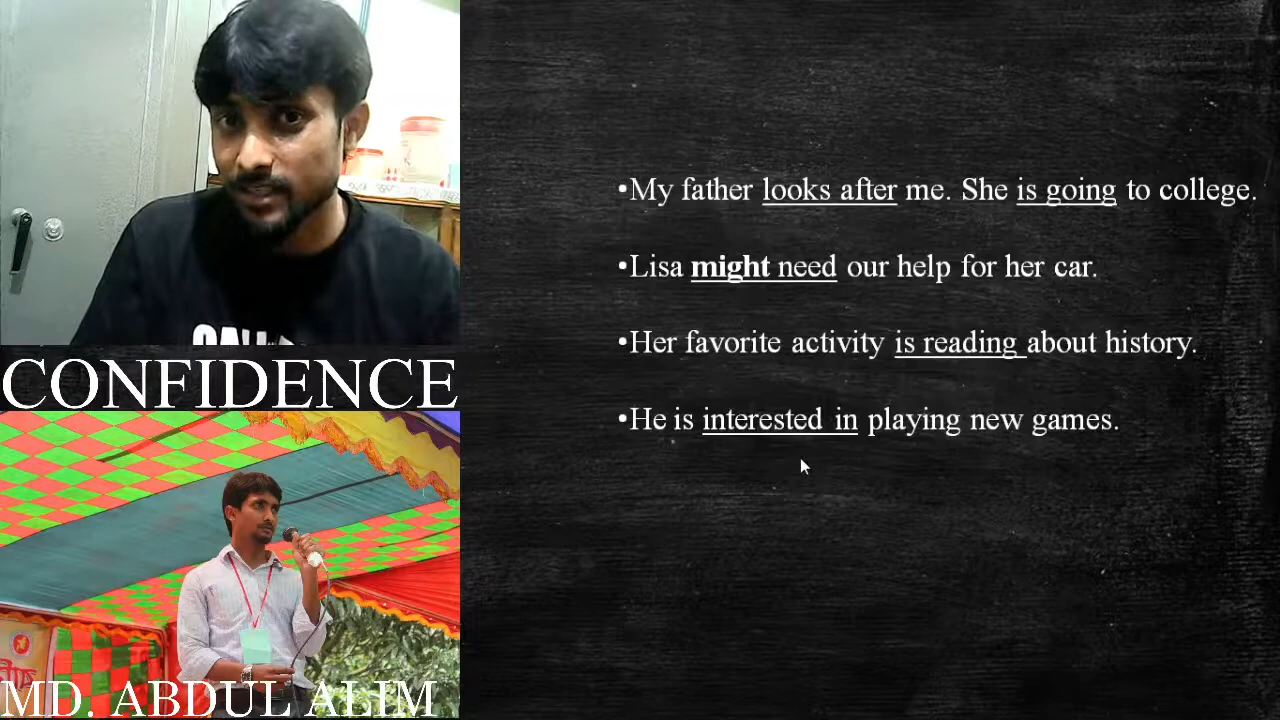 •My father looks after me. She is going to college.
•Lisa might need our help for her car.
•Her favorite activity is reading about history.
•He is interested in playing new games.
CONFIDENCE
MD. ABDUL ALIM